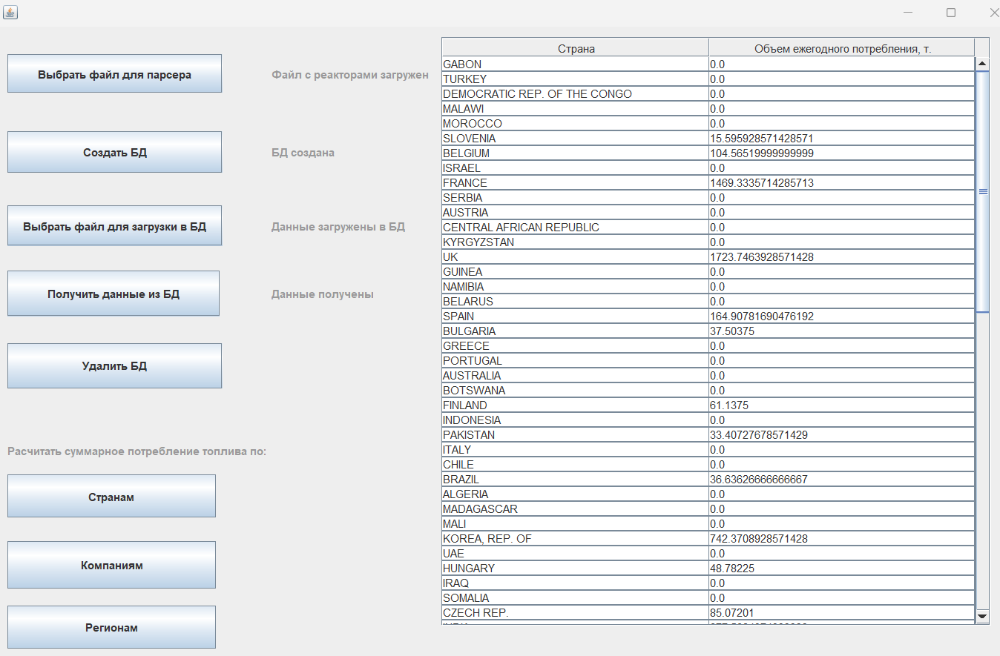 Выбрать файл для парсера
Файл с реакторами загружен
Создать БД
БД создана
Выбрать файл для загрузки в БД
Данные загружены в БД
Получить данные из БД
Данные получены
Удалить БД
Расчитать суммарное потребление топлива по:
Странам
Компаниям
Регионам
Страна Объем ежегодного потребления, т.
GABON 0.0
TURKEY 0.0
DEMOCRATIC REP. OF THE CONGO 0.0
MALAWI 0.0
MOROCCO 0.0
SLOVENIA 15.595928571428571
BELGIUM 104.56519999999999
ISRAEL 0.0
FRANCE 1469.3335714285713
SERBIA 0.0
AUSTRIA 0.0
CENTRAL AFRICAN REPUBLIC 0.0
KYRGYZSTAN 0.0
UK 1723.7463928571428
GUINEA 0.0
NAMIBIA 0.0
BELARUS 0.0
SPAIN 164.90781690476192
BULGARIA 37.50375
GREECE 0.0
PORTUGAL 0.0
AUSTRALIA 0.0
BOTSWANA 0.0
FINLAND 61.1375
INDONESIA 0.0
PAKISTAN 33.40727678571429
ITALY 0.0
CHILE 0.0
BRAZIL 36.63626666666667
ALGERIA 0.0
MADAGASCAR 0.0
MALI 0.0
KOREA, REP. OF 742.3708928571428
UAE 0.0
HUNGARY 48.78225
IRAQ 0.0
SOMALIA 0.0
CZECH REP. 85.07201